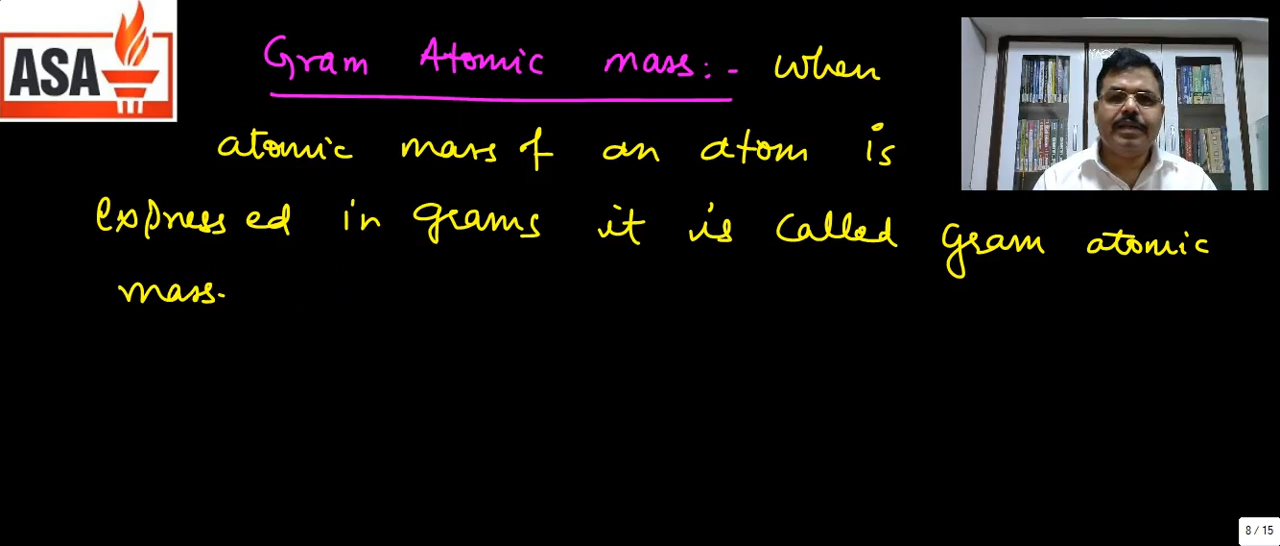 ASA
Gram Atomic mass:- When
atomic mass of an atom is
expressed in grams it is called gram atomic
mass.
8 / 15